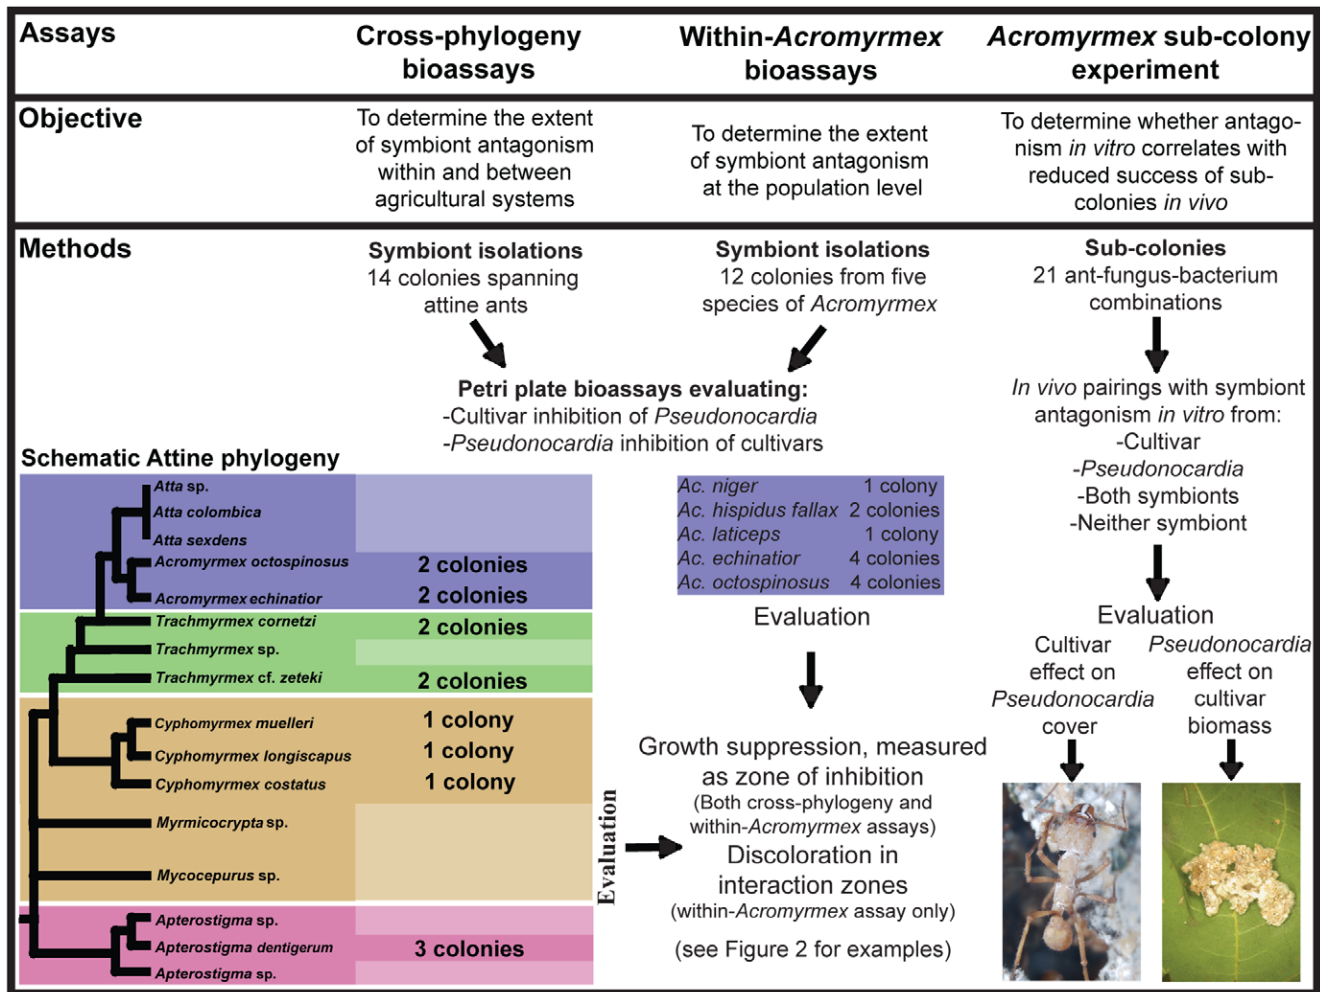 Assays
Cross-phylogeny
bioassays
Within-Acromyrmex
bioassays
Acromyrmex sub-colony
experiment
Objective
To determine the extent
of symbiont antagonism
within and between
agricultural systems
To determine the extent
of symbiont antagonism
at the population level
To determine whether antago-
nism in vitro correlates with
reduced success of sub-
colonies in vivo
Methods
Symbiont isolations
14 colonies spanning
attine ants
Symbiont isolations
12 colonies from five
species of Acromyrmex
Sub-colonies
21 ant-fungus-bacterium
combinations
Petri plate bioassays evaluating:
-Cultivar inhibition of Pseudonocardia
-Pseudonocardia inhibition of cultivars
In vivo pairings with symbiont
antagonism in vitro from:
-Cultivar
-Pseudonocardia
-Both symbionts
-Neither symbiont
Schematic Attine phylogeny
Atta sp.
Atta colombica
Atta sexdens
Acromyrmex octospinosus 2 colonies
Acromyrmex echinatior 2 colonies
Trachmyrmex cornetzi 2 colonies
Trachmyrmex sp.
Trachmyrmex cf. zeteki 2 colonies
Cyphomyrmex muelleri 1 colony
Cyphomyrmex longiscapus 1 colony
Cyphomyrmex costatus 1 colony
Myrmicocrypta sp.
Mycocepurus sp.
Apterostigma sp.
Apterostigma dentigerum 3 colonies
Apterostigma sp.
Evaluation
Ac. niger 1 colony
Ac. hispidus fallax 2 colonies
Ac. laticeps 1 colony
Ac. echinatior 4 colonies
Ac. octospinosus 4 colonies
Evaluation
Growth suppression, measured
as zone of inhibition
(Both cross-phylogeny and
within-Acromyrmex assays)
Discoloration in
interaction zones
(within-Acromyrmex assay only)
(see Figure 2 for examples)
Evaluation
Cultivar
effect on
Pseudonocardia
cover
Pseudonocardia
effect on
cultivar
biomass